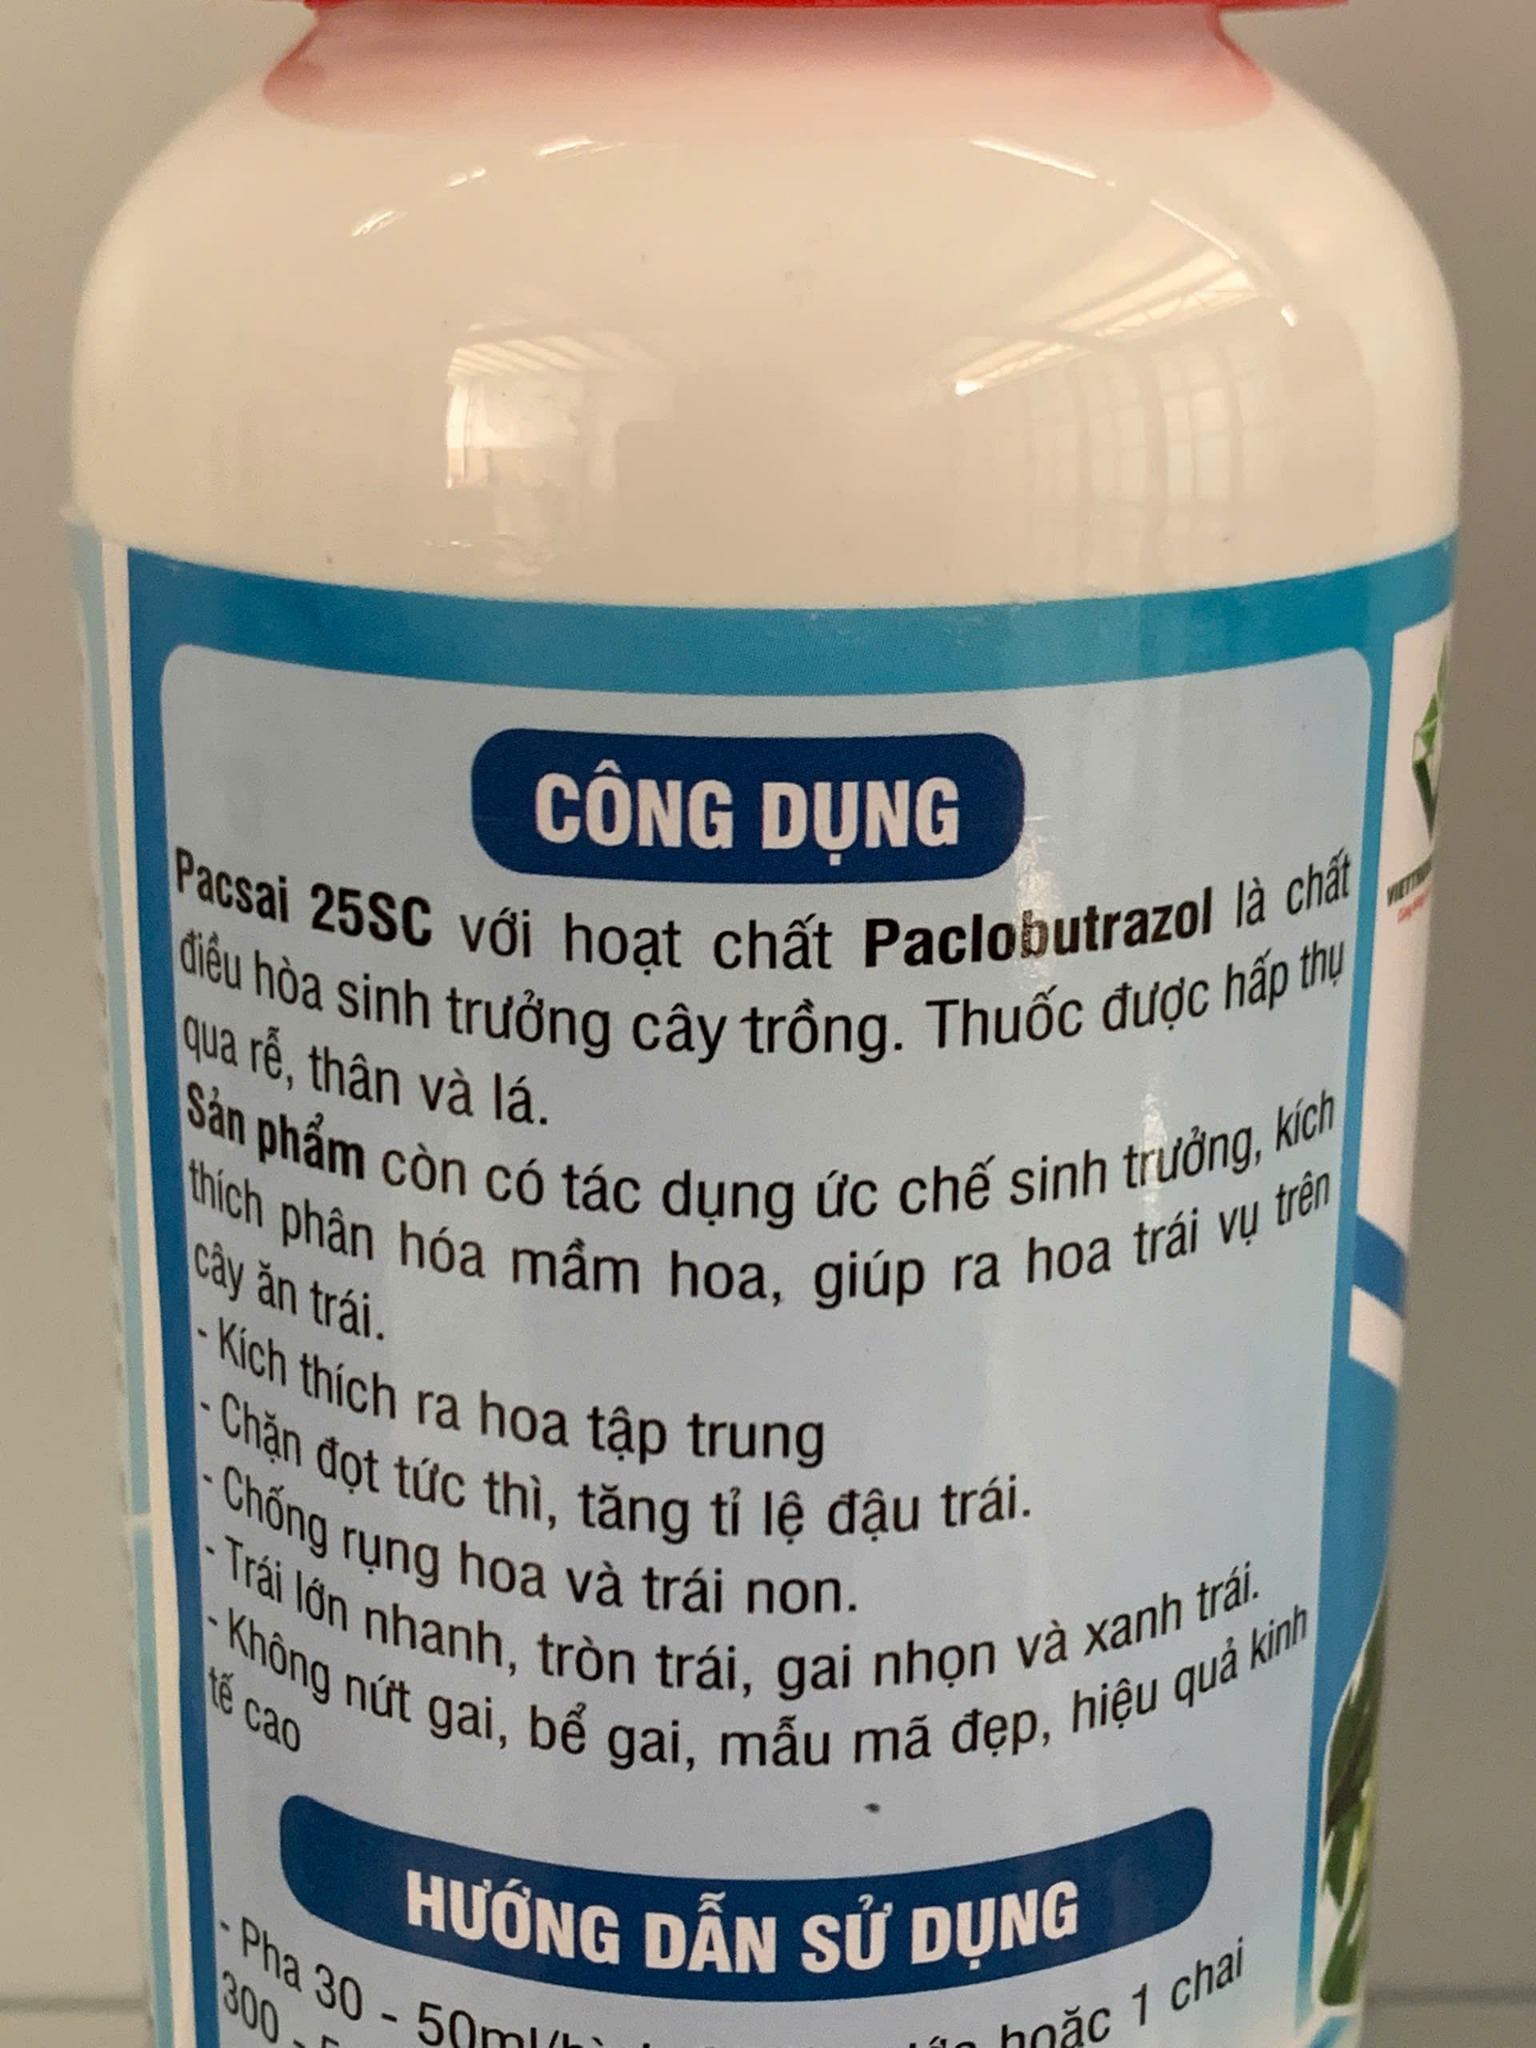 CÔNG DỤNG
Pacsai 25SC với hoạt chất Paclobutrazol là chất
điều hòa sinh trưởng cây trồng. Thuốc được hấp thụ
qua rễ, thân và lá.
Sản phẩm còn có tác dụng ức chế sinh trưởng, kích
thích phân hóa mầm hoa, giúp ra hoa trái vụ trên
cây ăn trái.
- Kích thích ra hoa tập trung
- Chặn đọt tức thì, tăng tỉ lệ đậu trái.
- Chống rụng hoa và trái non.
- Trái lớn nhanh, tròn trái, gai nhọn và xanh trái.
- Không nứt gai, bể gai, mẫu mã đẹp, hiệu quả kinh
tế cao
HƯỚNG DẪN SỬ DỤNG
- Pha 30 - 50ml/ hoặc 1 chai
300 -